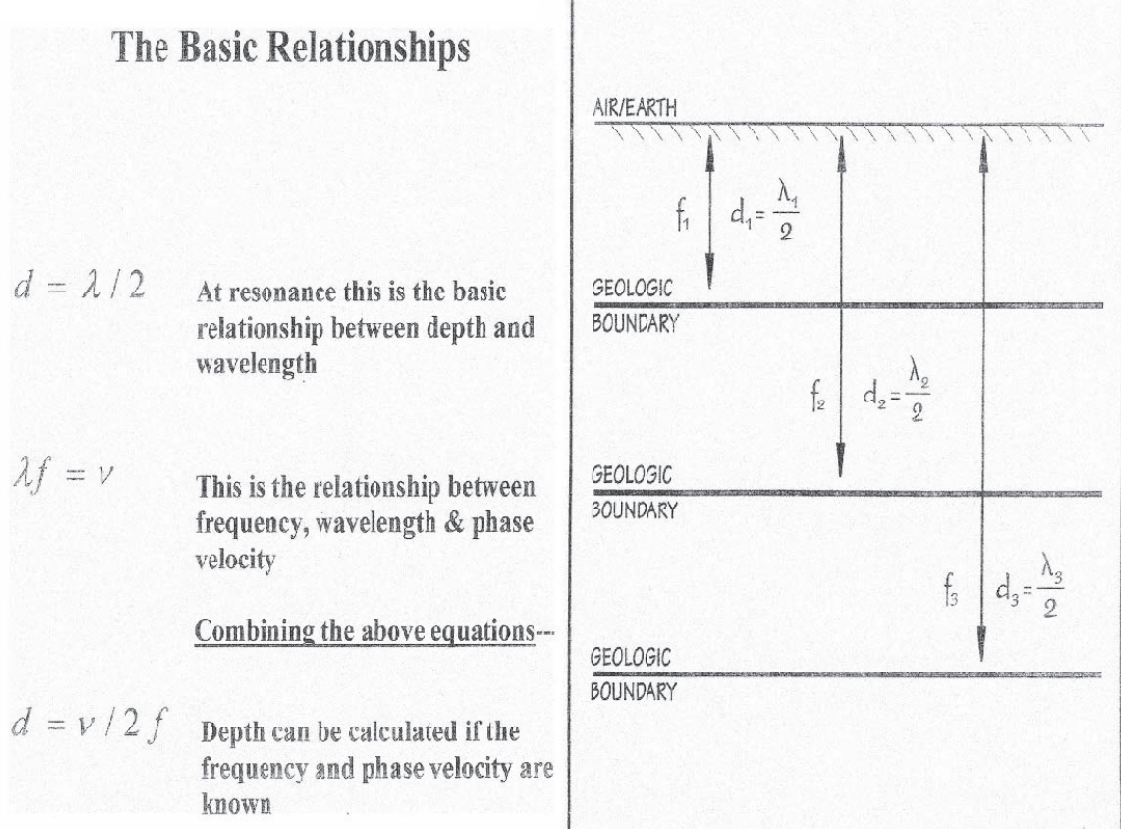 The Basic Relationships
d = λ / 2
At resonance this is the basic
relationship between depth and
wavelength
λf = ν
This is the relationship between
frequency, wavelength & phase
velocity
Combining the above equations---
d = ν / 2 f
Depth can be calculated if the
frequency and phase velocity are
known
AIR/EARTH
f₁ d₁ = λ₁/2
GEOLOGIC
BOUNDARY
f₂ d₂ = λ₂/2
GEOLOGIC
BOUNDARY
f₃ d₃ = λ₃/2
GEOLOGIC
BOUNDARY